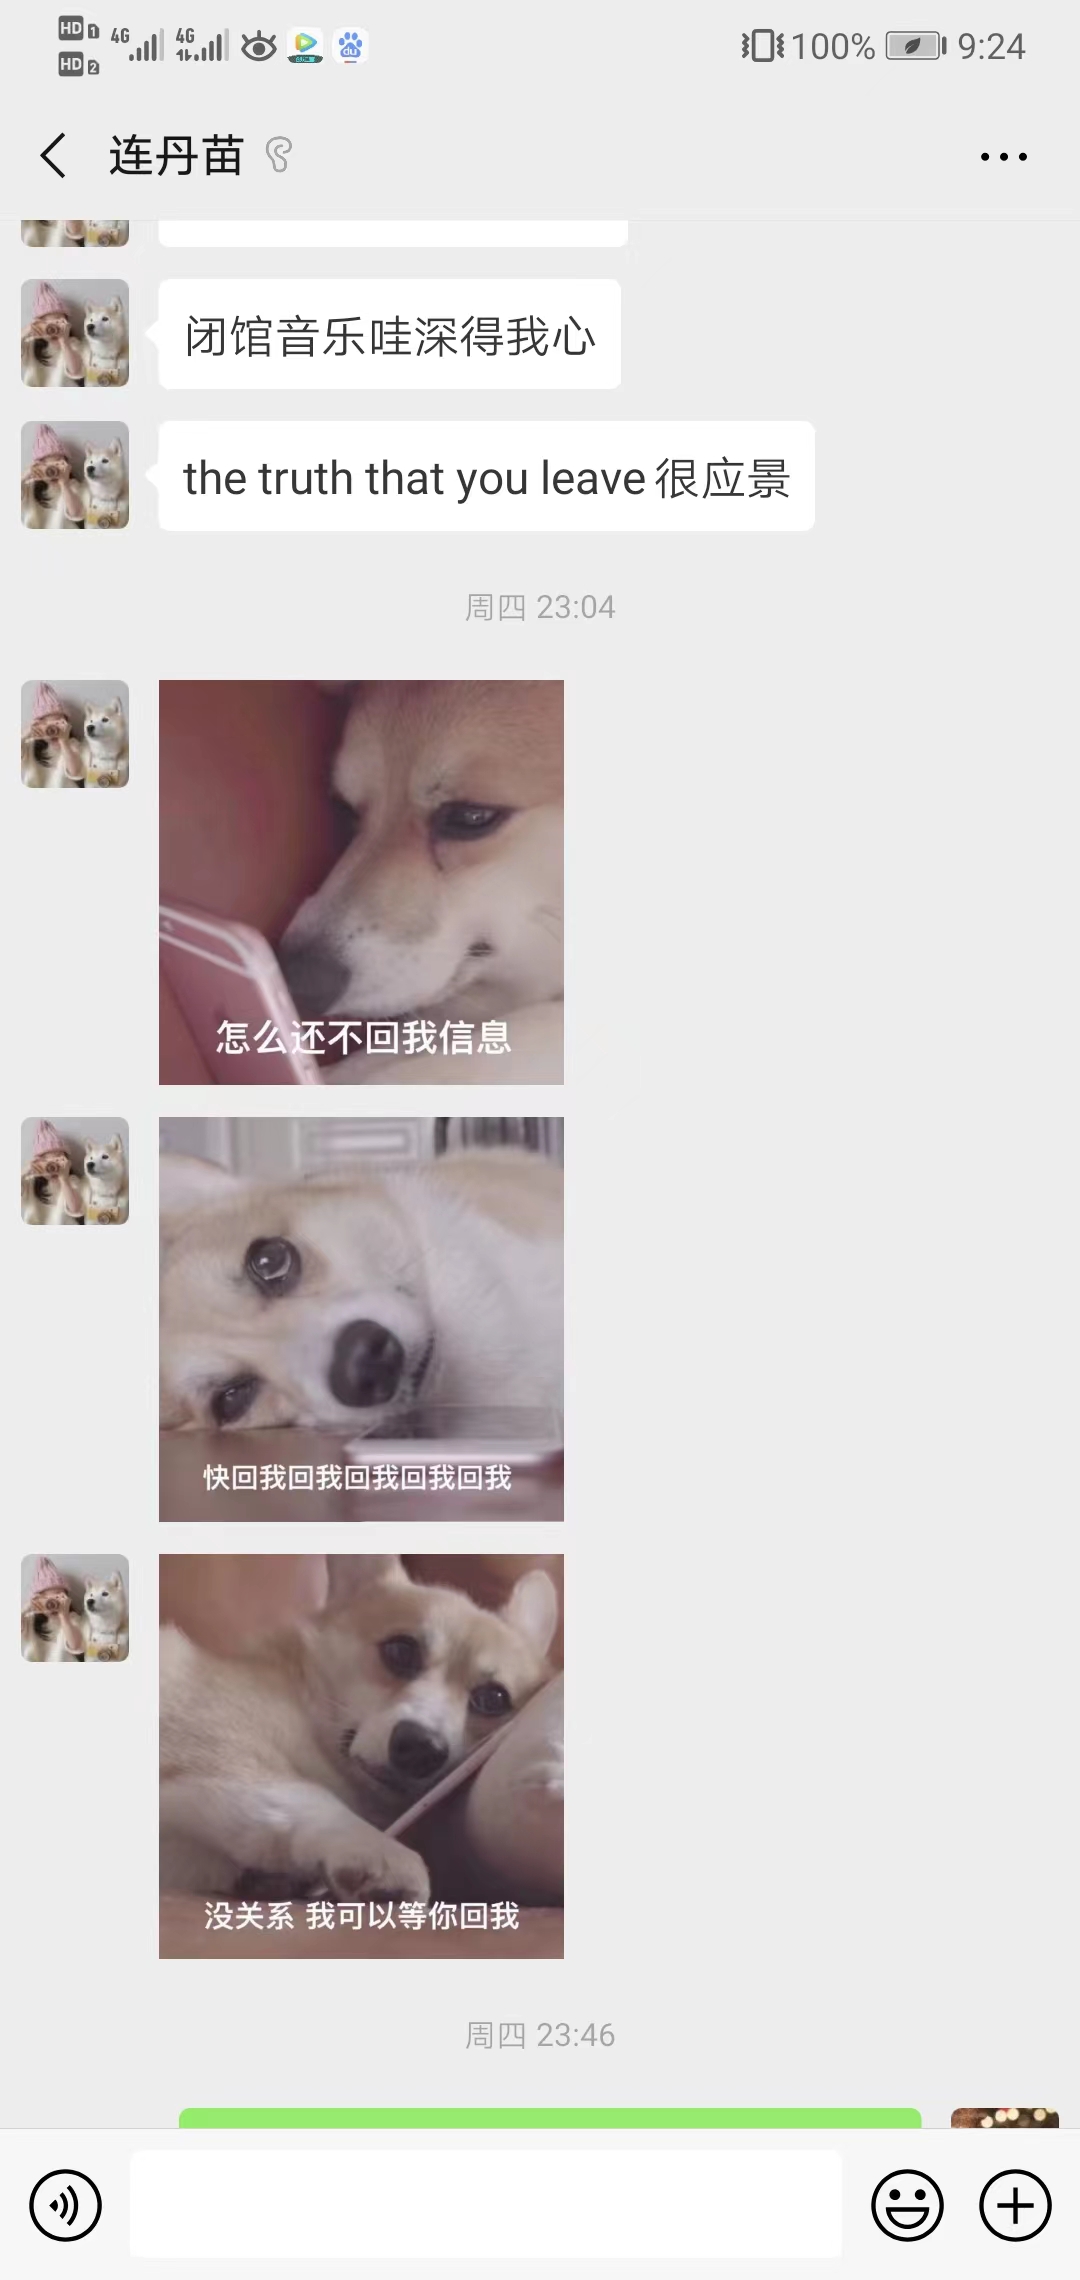 HD 1 4G 4G 100% 9:24
HD 2
连丹苗
闭馆音乐哇深得我心
the truth that you leave很应景
周四 23:04
怎么还不回我信息
快回我回我回我回我回我
没关系 我可以等你回我
周四 23:46